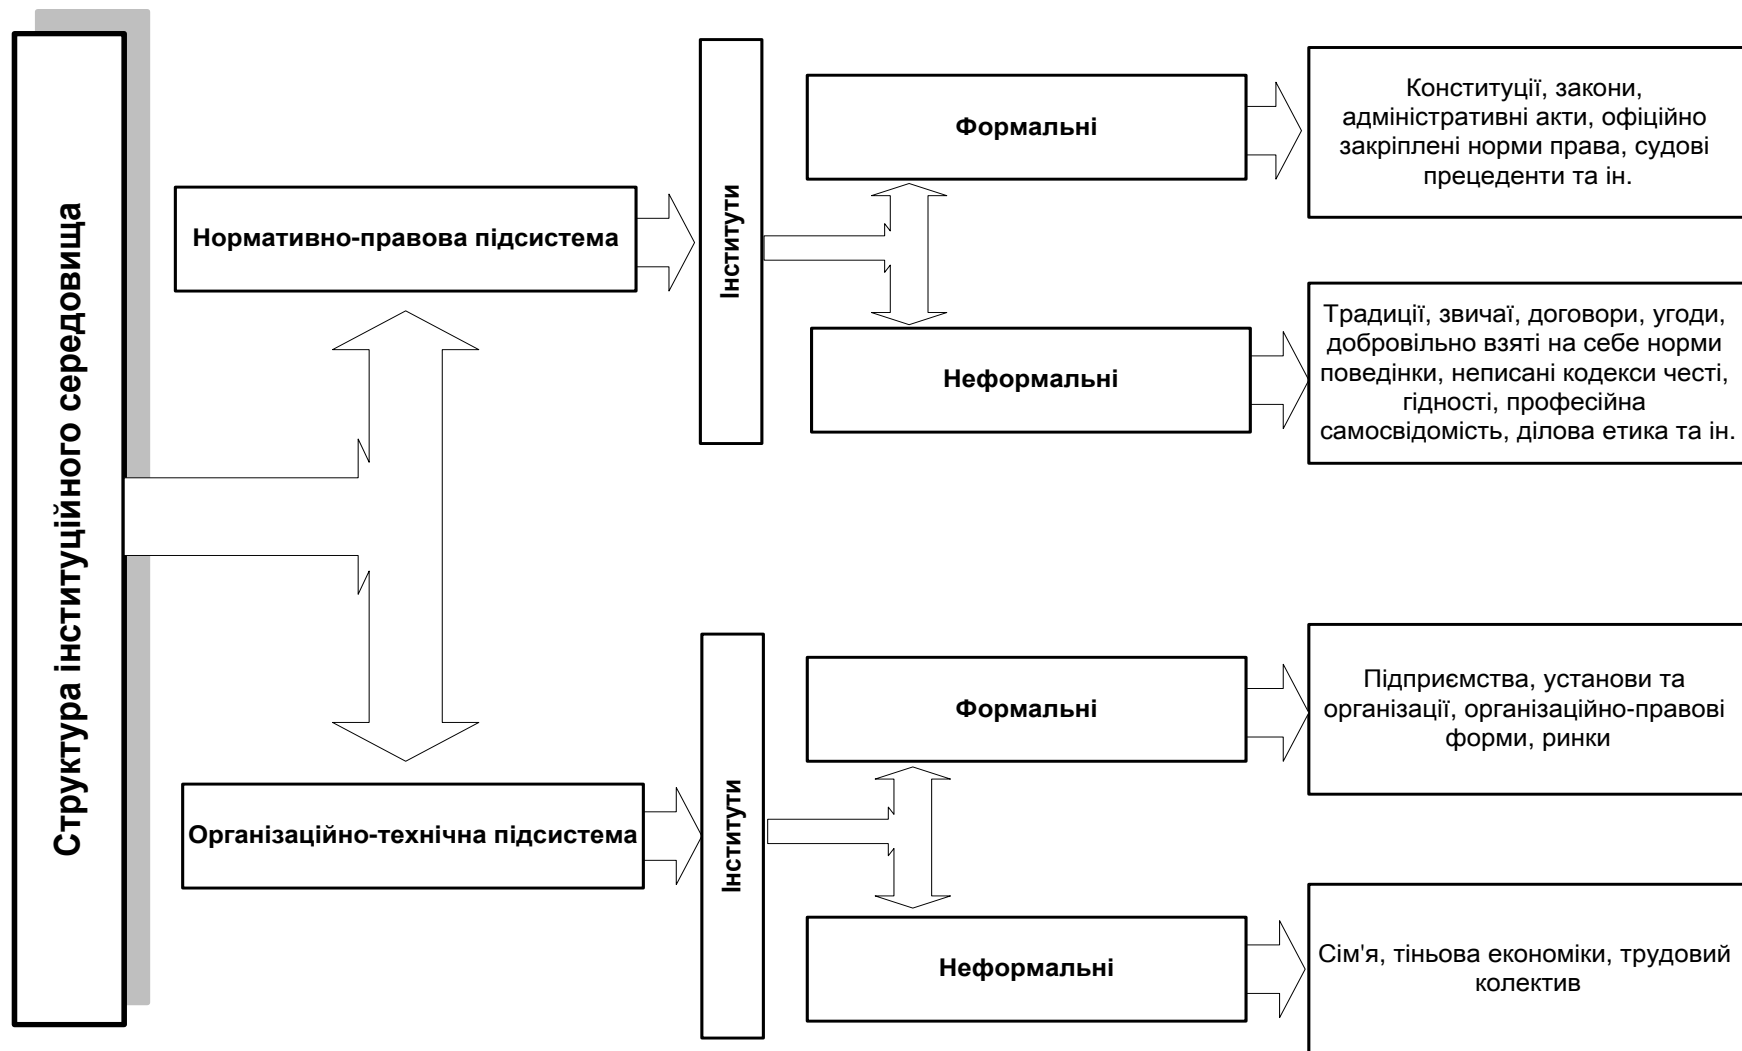 Структура інституційного середовища
Нормативно-правова підсистема
Інститути
Формальні
Конституції, закони,
адміністративні акти, офіційно
закріплені норми права, судові
прецеденти та ін.
Неформальні
Традиції, звичаї, договори, угоди,
добровільно взяті на себе норми
поведінки, неписані кодекси честі,
гідності, професійна
самосвідомість, ділова етика та ін.
Організаційно-технічна підсистема
Інститути
Формальні
Підприємства, установи та
організації, організаційно-правові
форми, ринки
Неформальні
Сім'я, тіньова економіки, трудовий
колектив